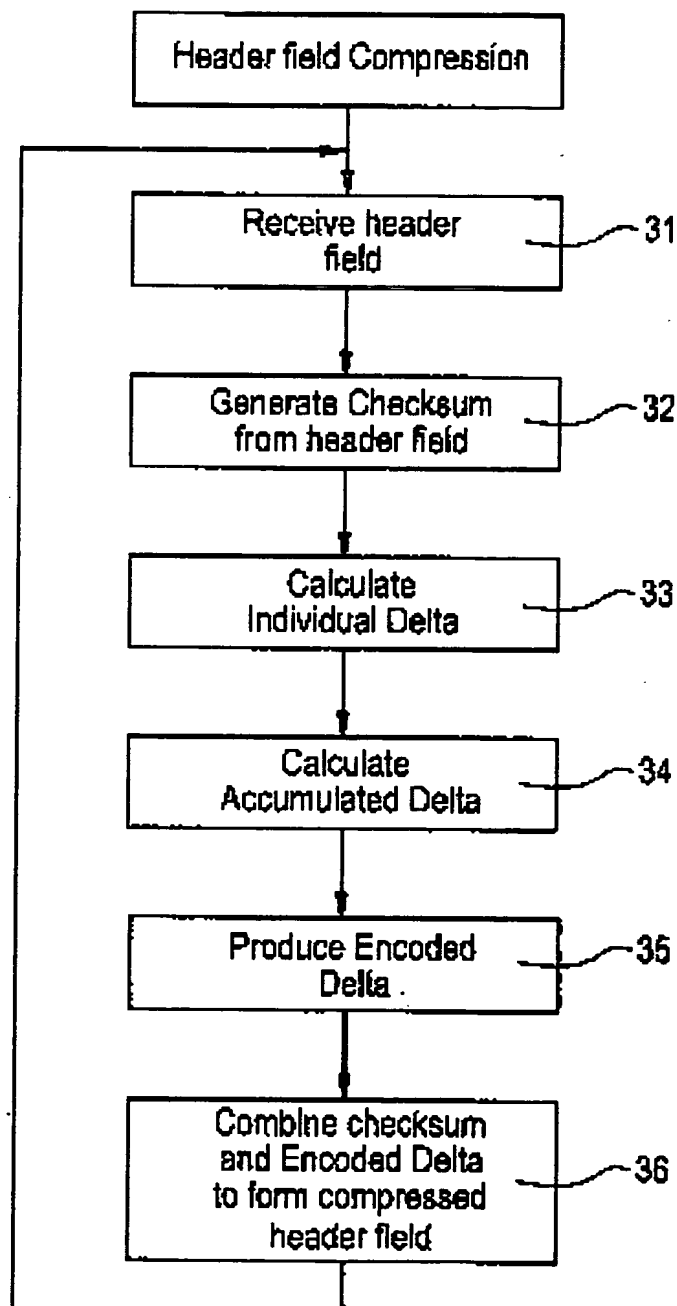 Header field Compression
Receive header
field
31
Generate Checksum
from header field
32
Calculate
Individual Delta
33
Calculate
Accumulated Delta
34
Produce Encoded
Delta
35
Combine checksum
and Encoded Delta
to form compressed
header field
36